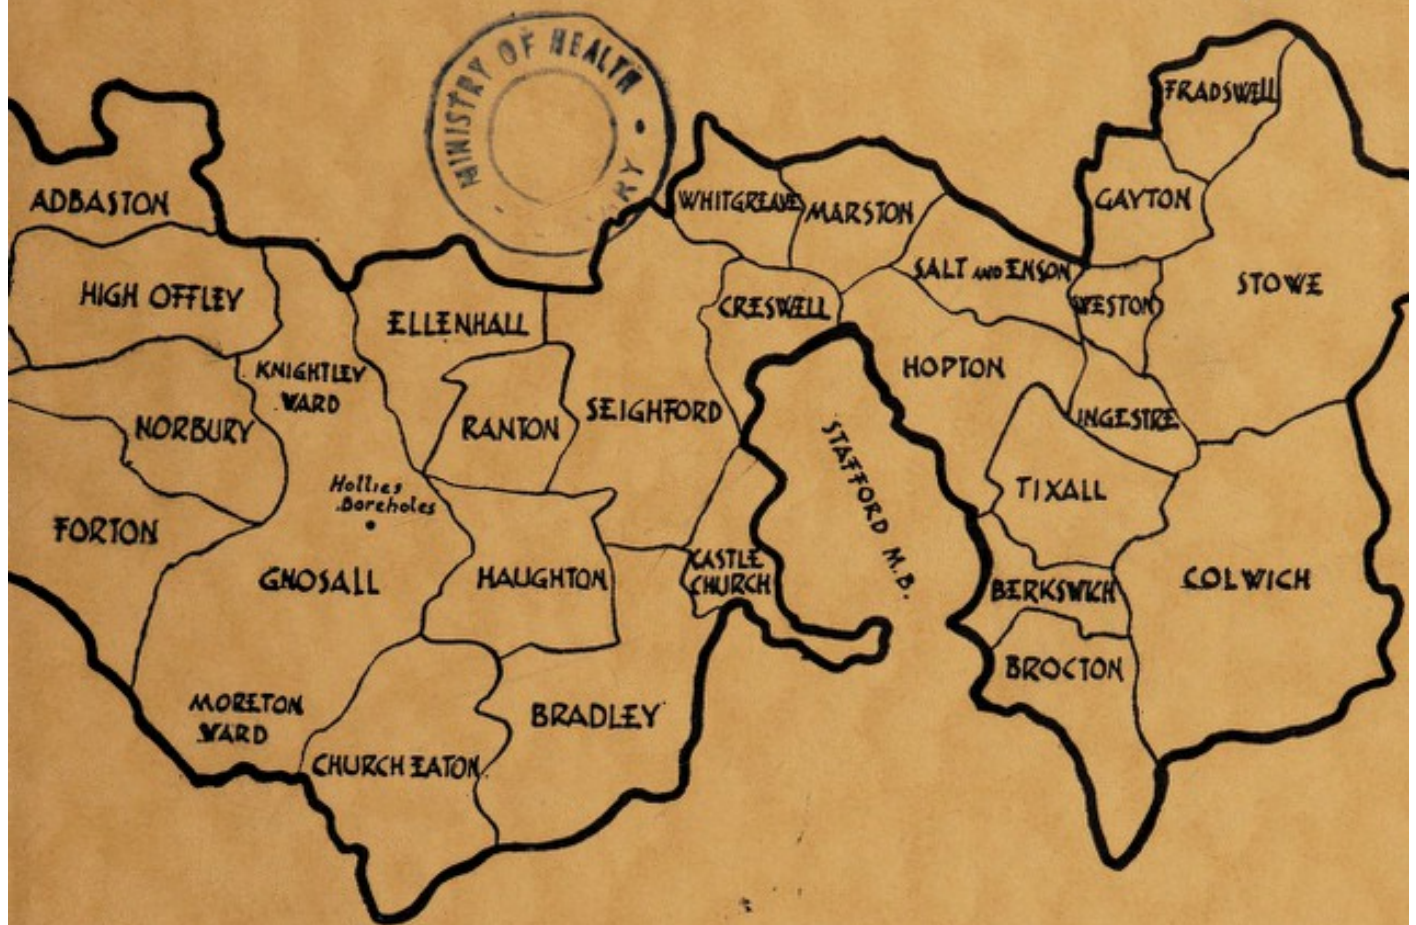 MINISTRY OF HEALTH
RY
FRADSWELL
ADBASTON
WHITGREAVE
MARSTON
GAYTON
HIGH OFFLEY
ELLENHALL
CRESWELL
SALT AND ENSON
WESTON
STOWE
KNIGHTLEY
WARD
HOPTON
NORBURY
RANTON
SEIGHFORD
INGESTRE
STAFFORD M.B.
TIXALL
Hollies
Boreholes
FORTON
GNOSALL
HAUGHTON
CASTLE
CHURCH
BERKSWICH
COLWICH
BROCTON
MORETON
WARD
BRADLEY
CHURCH EATON